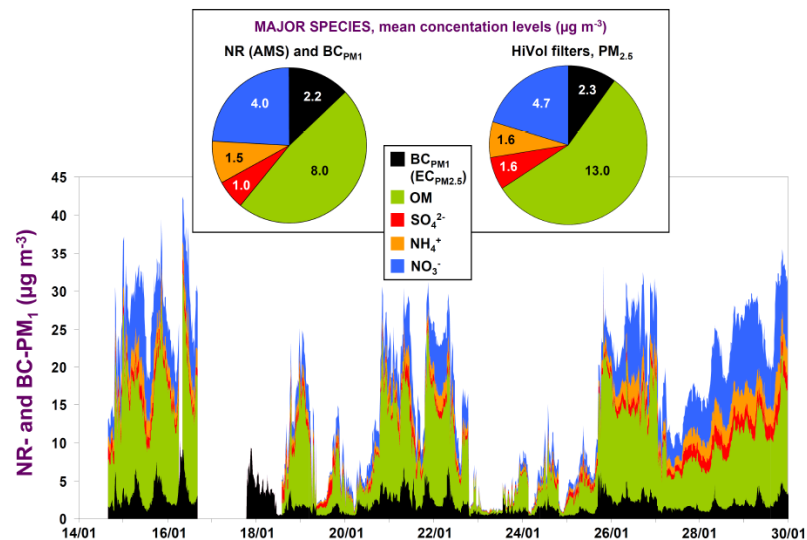 MAJOR SPECIES, mean concentation levels (µg m⁻³)
NR (AMS) and BC_PM1
HiVol filters, PM₂.₅
4.0
2.2
1.5
1.0
8.0
4.7
2.3
1.6
1.6
13.0
BC_PM1
(EC_PM2.5)
OM
SO₄²⁻
NH₄⁺
NO₃⁻
NR- and BC-PM₁ (µg m⁻³)
45
40
35
30
25
20
15
10
5
0
14/01
16/01
18/01
20/01
22/01
24/01
26/01
28/01
30/01